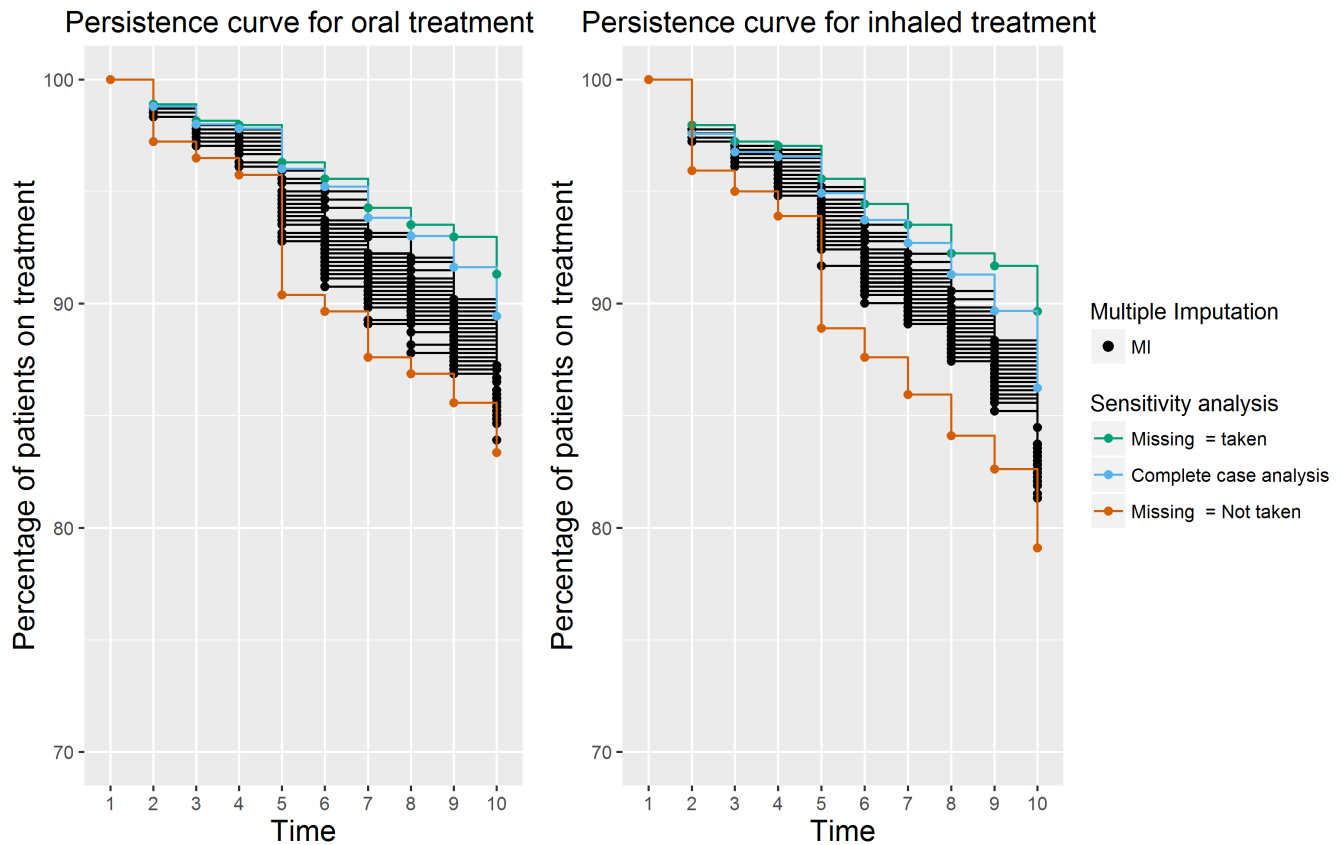 Persistence curve for oral treatment
Percentage of patients on treatment
100
90
80
70
1 2 3 4 5 6 7 8 9 10
Time
Persistence curve for inhaled treatment
Percentage of patients on treatment
100
90
80
70
1 2 3 4 5 6 7 8 9 10
Time
Multiple Imputation
MI
Sensitivity analysis
Missing = taken
Complete case analysis
Missing = Not taken